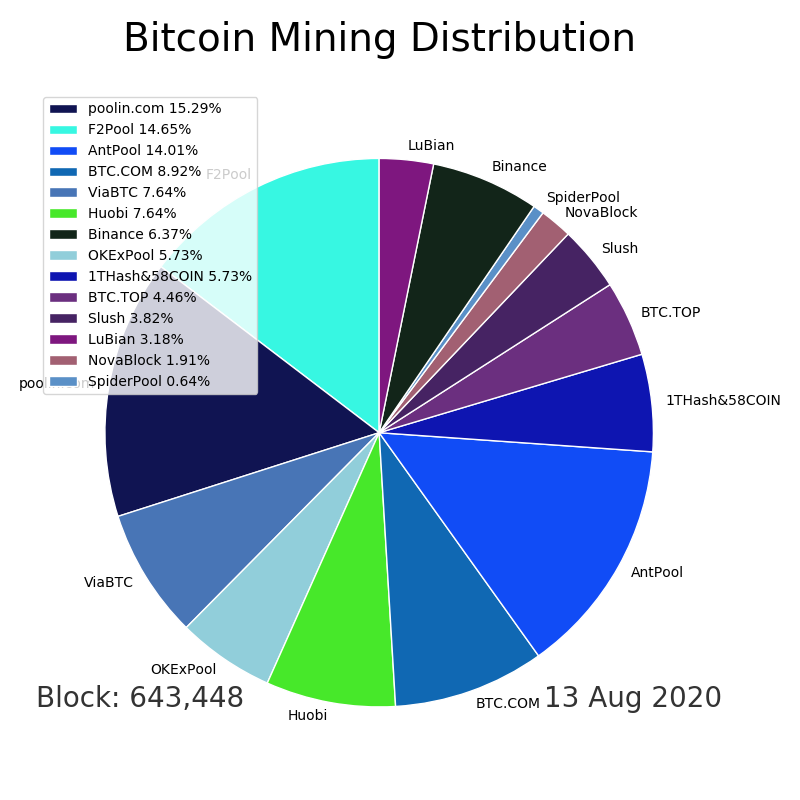 Bitcoin Mining Distribution
poolin.com 15.29%
F2Pool 14.65%
AntPool 14.01%
BTC.COM 8.92%
ViaBTC 7.64%
Huobi 7.64%
Binance 6.37%
OKExPool 5.73%
1THash&58COIN 5.73%
BTC.TOP 4.46%
Slush 3.82%
LuBian 3.18%
NovaBlock 1.91%
SpiderPool 0.64%
LuBian
Binance
SpiderPool
NovaBlock
Slush
BTC.TOP
1THash&58COIN
AntPool
BTC.COM
Huobi
OKExPool
ViaBTC
poolin.com
F2Pool
Block: 643,448
13 Aug 2020